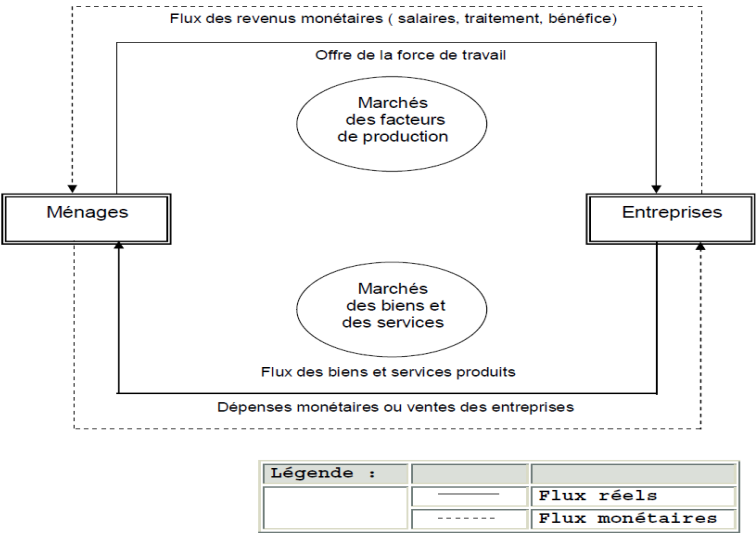 Flux des revenus monétaires ( salaires, traitement, bénéfice)
Offre de la force de travail
Marchés
des facteurs
de production
Ménages
Entreprises
Marchés
des biens et
des services
Flux des biens et services produits
Dépenses monétaires ou ventes des entreprises
Légende :
Flux réels
Flux monétaires